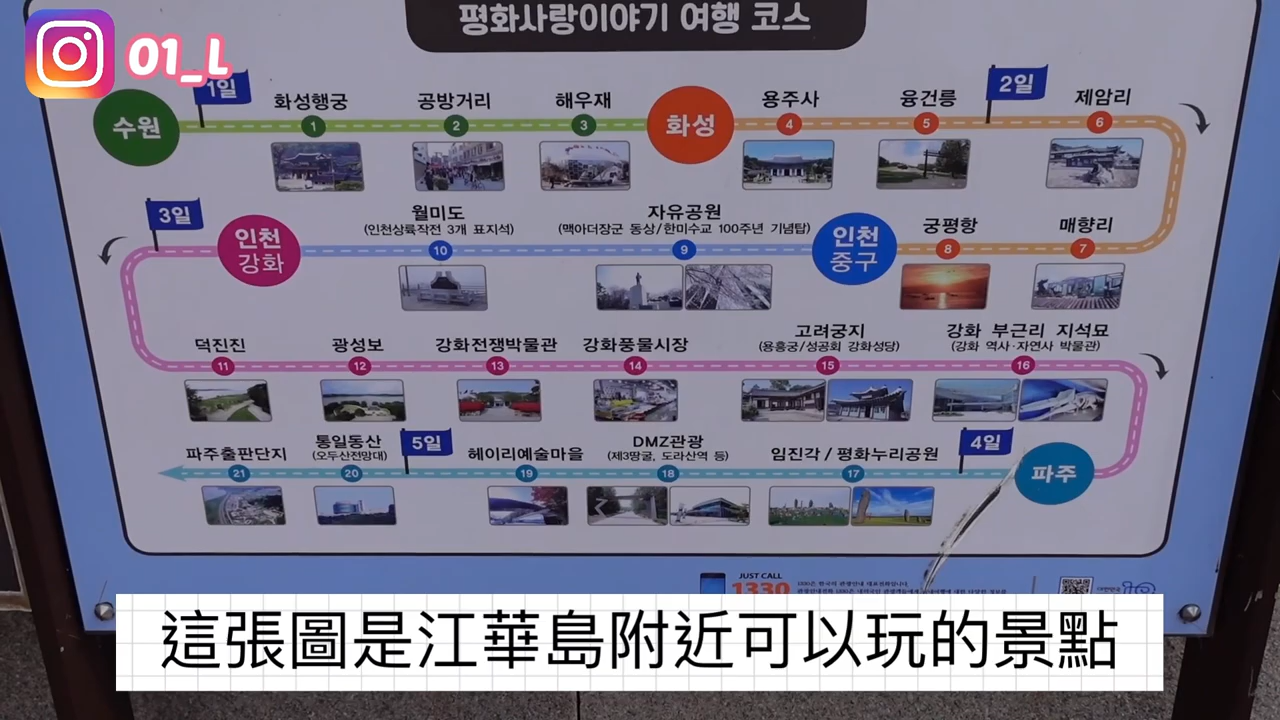 01_L
평화사랑이야기 여행 코스
수원
1일
화성행궁
1
공방거리
2
해우재
3
화성
용주사
4
융건릉
5
2일
제암리
6
3일
인천
강화
월미도
(인천상륙작전 3개 표지석)
10
자유공원
(맥아더장군 동상/한미수교 100주년 기념탑)
9
인천
중구
궁평항
8
매향리
7
덕진진
11
광성보
12
강화전쟁박물관
13
강화풍물시장
14
고려궁지
(용흥궁/성공회 강화성당)
15
강화 부근리 지석묘
(강화 역사·자연사 박물관)
16
파주출판단지
21
통일동산
(오두산전망대)
20
5일
헤이리예술마을
19
DMZ관광
(제3땅굴, 도라산역 등)
18
임진각 / 평화누리공원
17
4일
파주
JUST CALL
1330
這張圖是江華島附近可以玩的景點